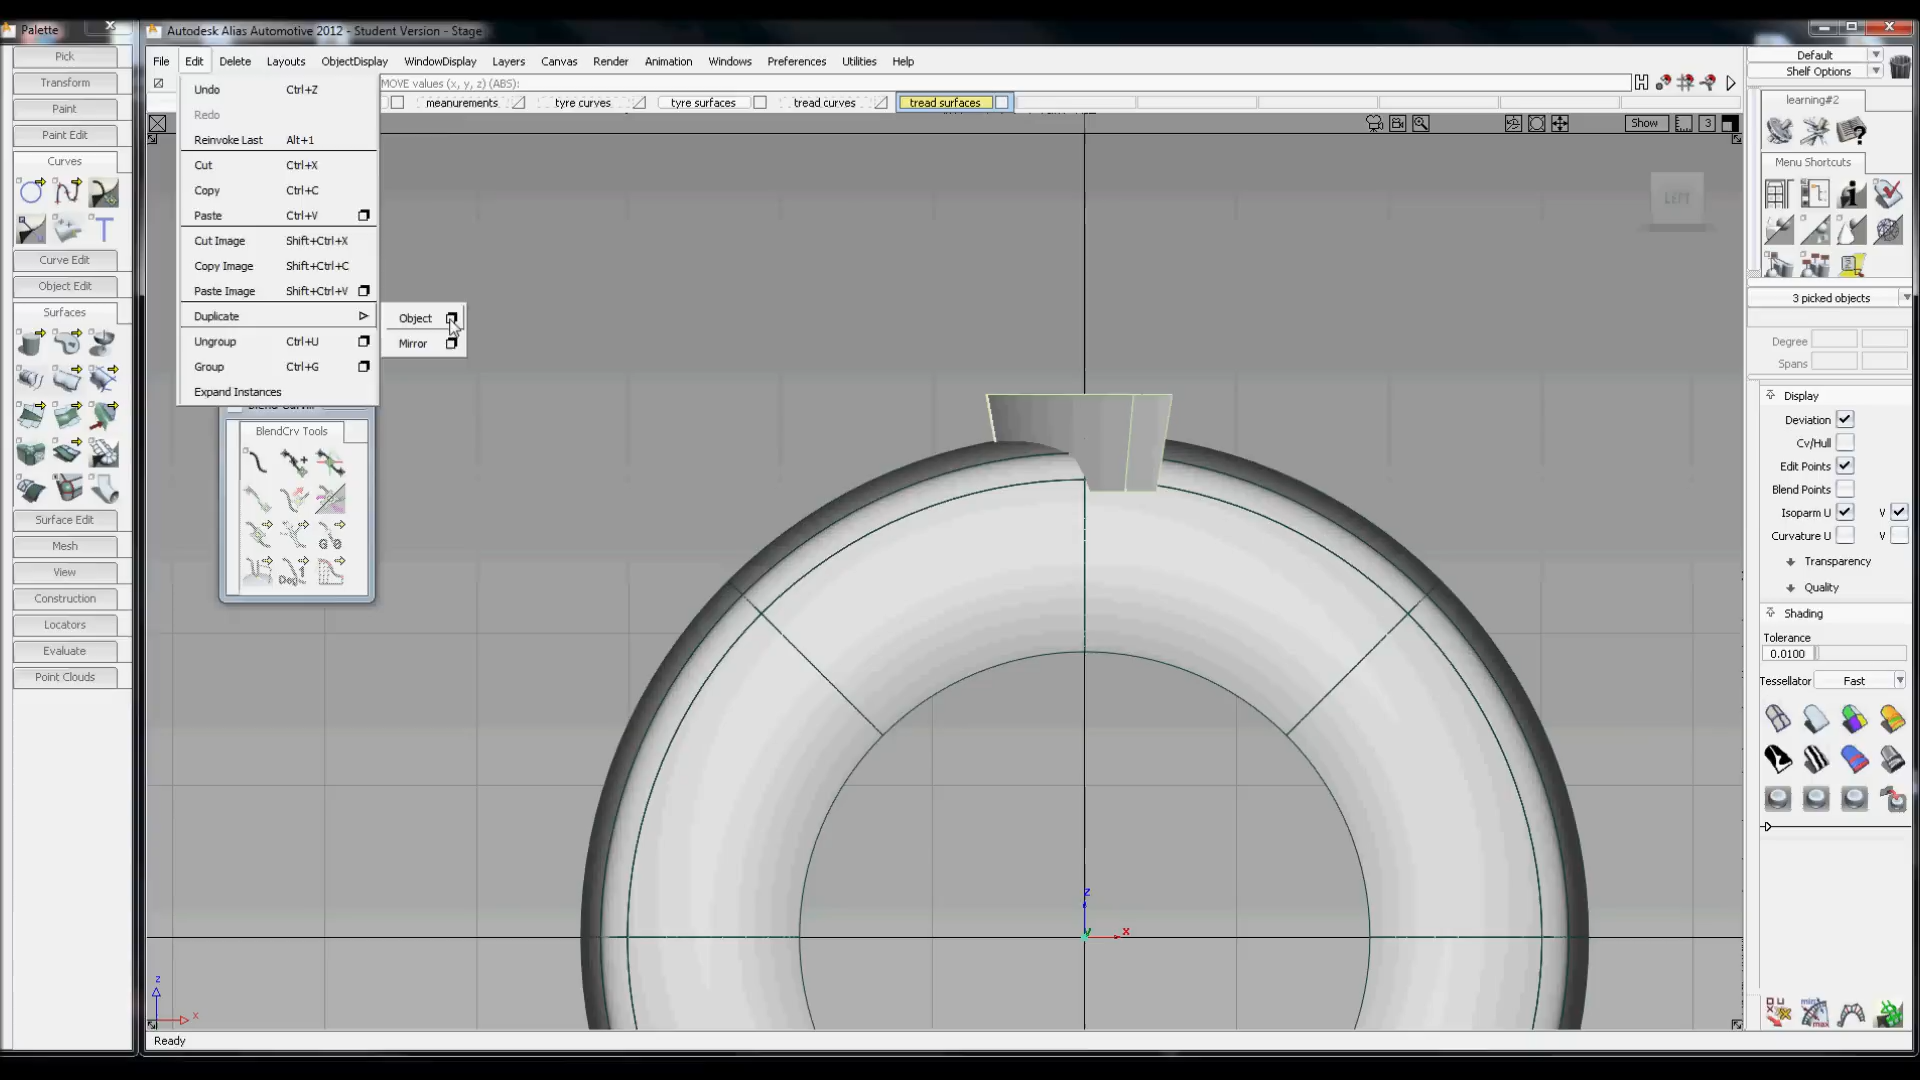 Palette
Autodesk Alias Automotive 2012 - Student Version - Stage
File Edit Delete Layouts ObjectDisplay WindowDisplay Layers Canvas Render Animation Windows Preferences Utilities Help
MOVE values (x, y, z) (ABS):
meanurements tyre curves tyre surfaces tread curves tread surfaces
Pick
Transform
Paint
Paint Edit
Curves
Curve Edit
Object Edit
Surfaces
Surface Edit
Mesh
View
Construction
Locators
Evaluate
Point Clouds
Undo Ctrl+Z
Redo
Reinvoke Last Alt+1
Cut Ctrl+X
Copy Ctrl+C
Paste Ctrl+V
Cut Image Shift+Ctrl+X
Copy Image Shift+Ctrl+C
Paste Image Shift+Ctrl+V
Duplicate
Ungroup Ctrl+U
Group Ctrl+G
Expand Instances
Object
Mirror
BlendCrv Tools
Show
3
LEFT
z
x
y
z
x
Ready
Default
Shelf Options
learning#2
Menu Shortcuts
3 picked objects
Degree
Spans
Display
Deviation
Cv/Hull
Edit Points
Blend Points
Isoparm U V
Curvature U V
Transparency
Quality
Shading
Tolerance
0.0100
Tessellator Fast